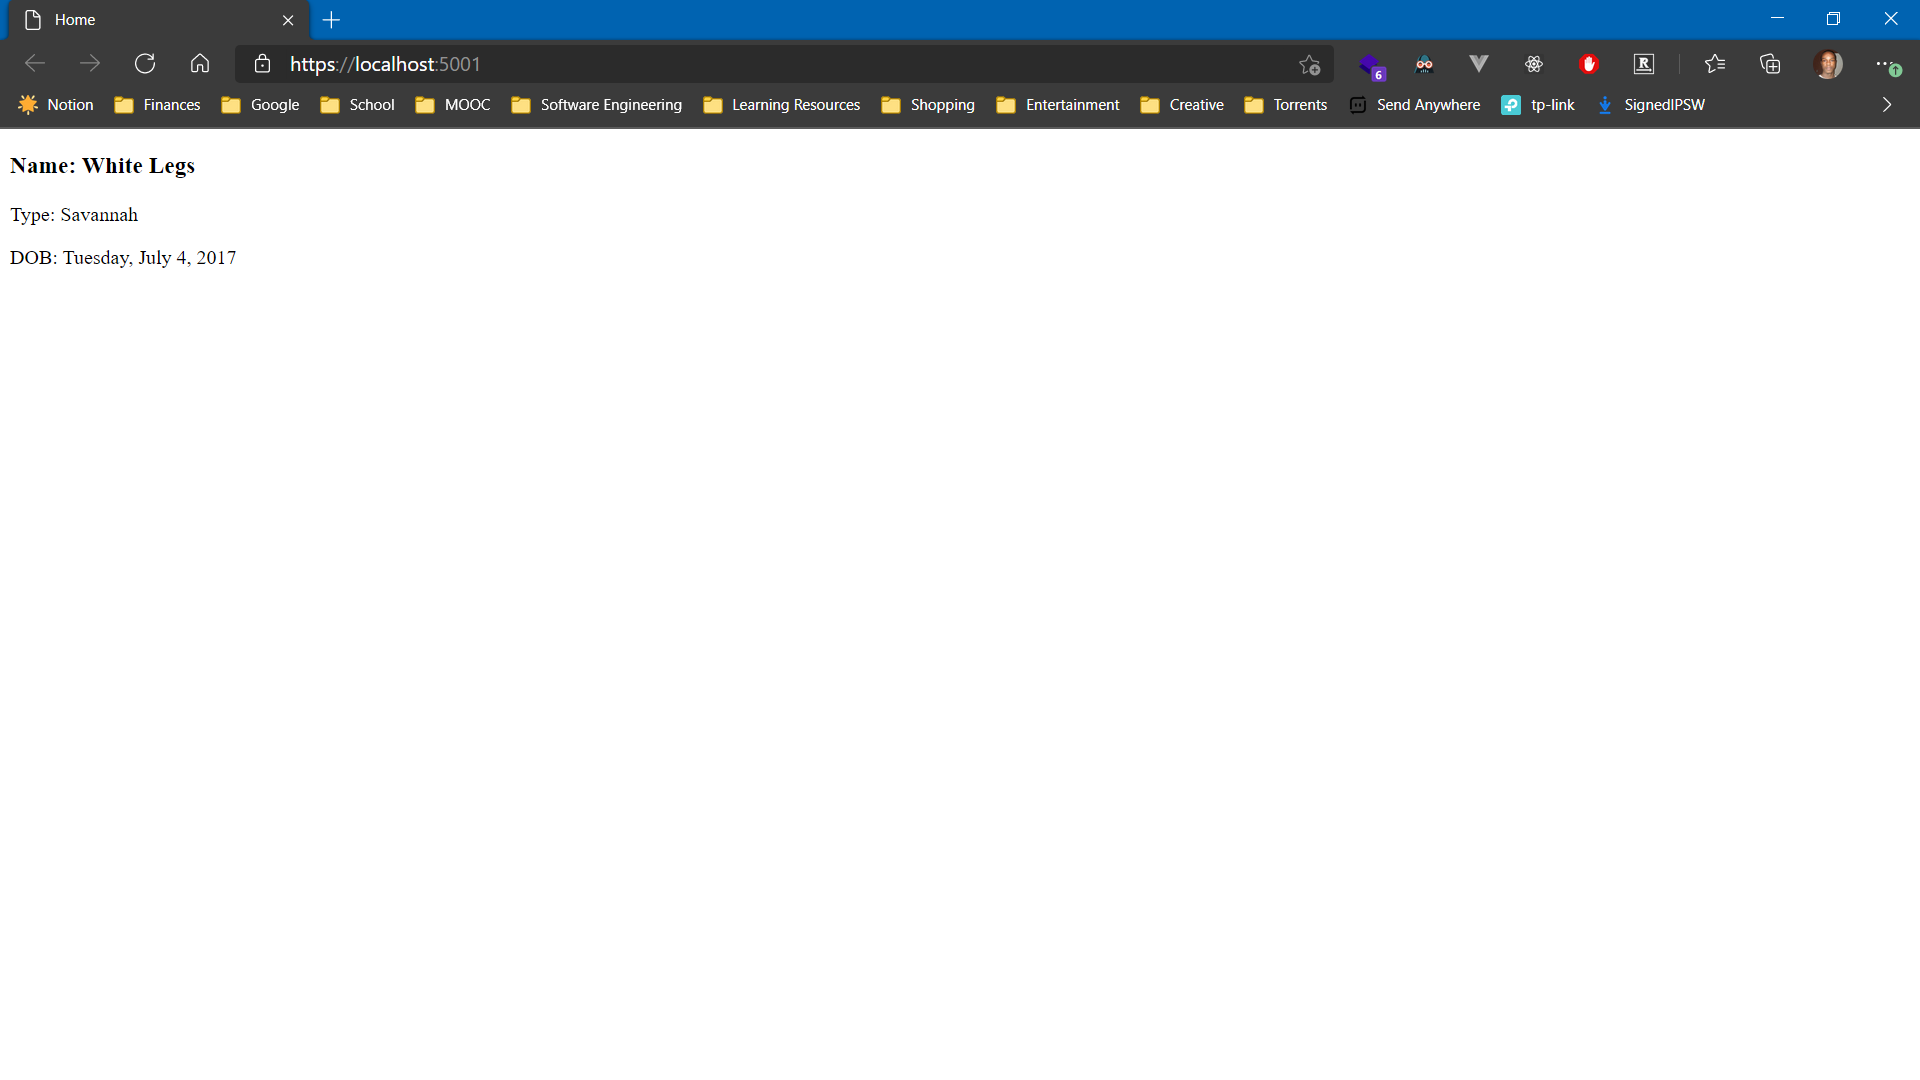 Home
https://localhost:5001
6
R
Notion Finances Google School MOOC Software Engineering Learning Resources Shopping Entertainment Creative Torrents Send Anywhere tp-link SignedIPSW
Name: White Legs
Type: Savannah
DOB: Tuesday, July 4, 2017